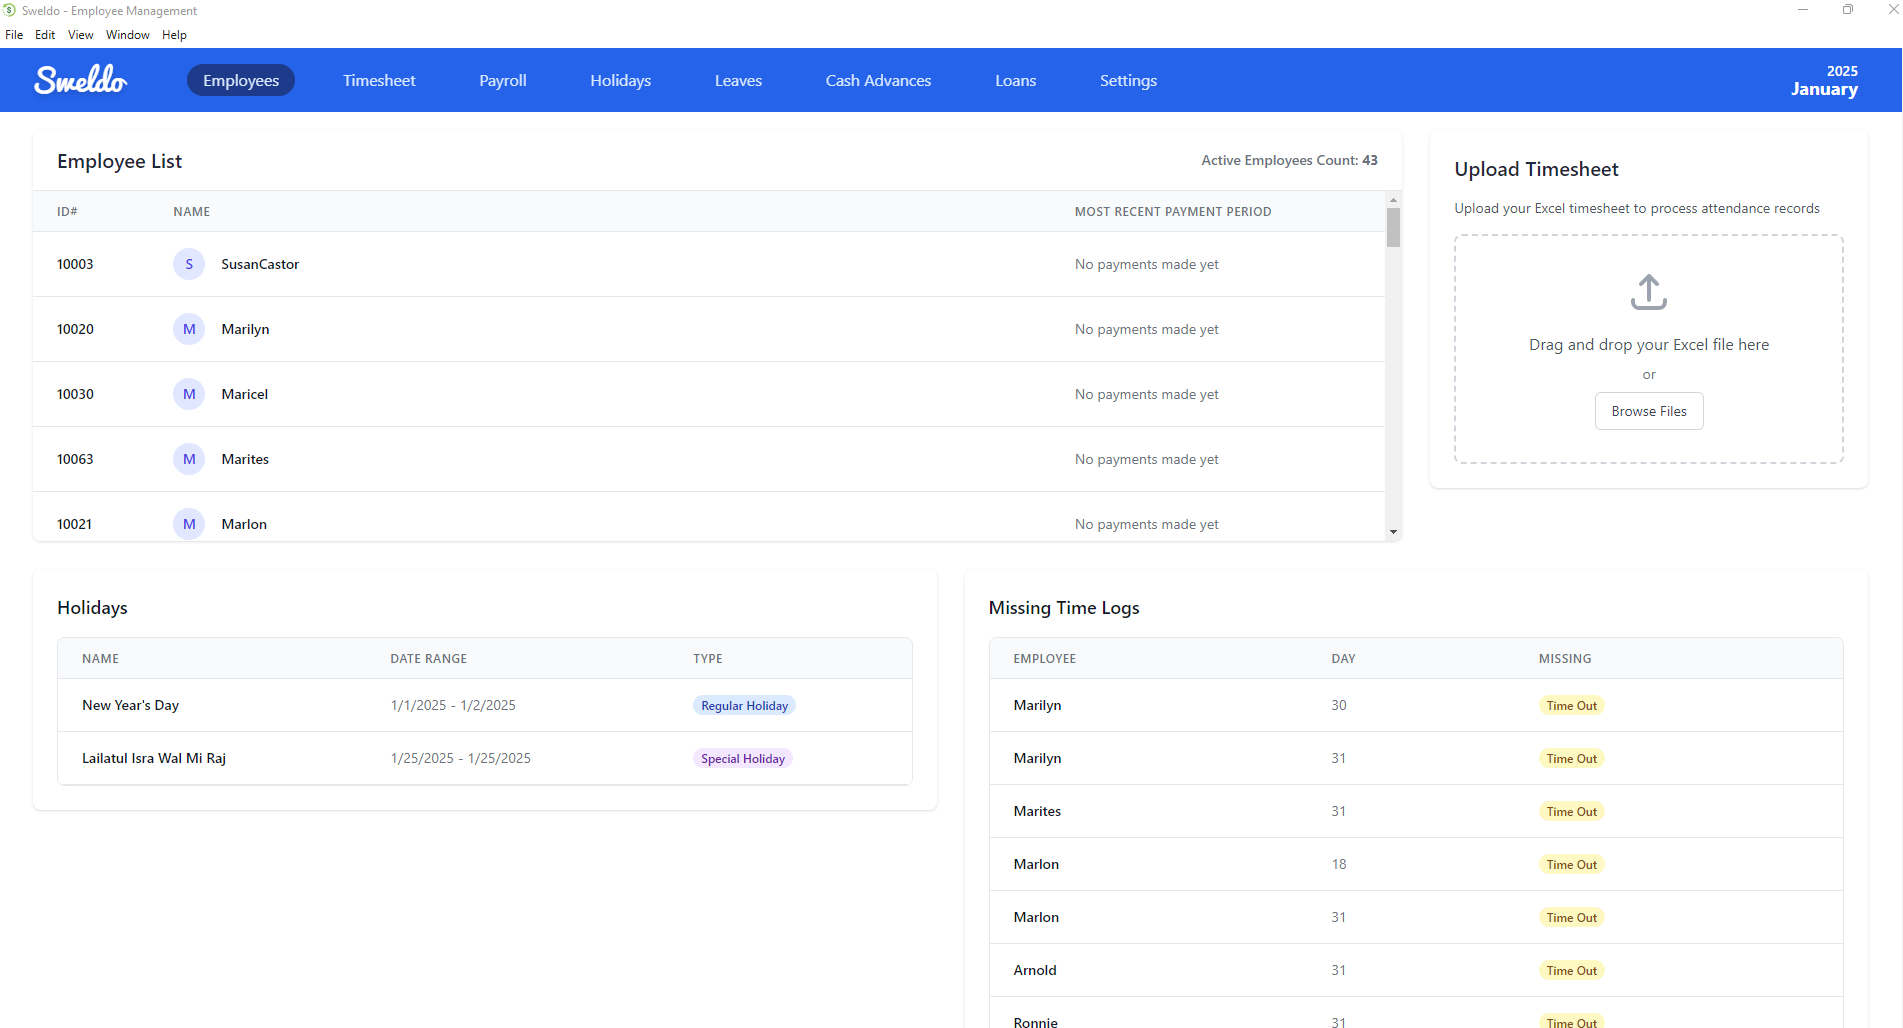 Sweldo - Employee Management
File Edit View Window Help
Sweldo Employees Timesheet Payroll Holidays Leaves Cash Advances Loans Settings
2025
January
Employee List
Active Employees Count: 43
ID# NAME MOST RECENT PAYMENT PERIOD
10003 S SusanCastor No payments made yet
10020 M Marilyn No payments made yet
10030 M Maricel No payments made yet
10063 M Marites No payments made yet
10021 M Marlon No payments made yet
Upload Timesheet
Upload your Excel timesheet to process attendance records
Drag and drop your Excel file here
or
Browse Files
Holidays
NAME DATE RANGE TYPE
New Year's Day 1/1/2025 - 1/2/2025 Regular Holiday
Lailatul Isra Wal Mi Raj 1/25/2025 - 1/25/2025 Special Holiday
Missing Time Logs
EMPLOYEE DAY MISSING
Marilyn 30 Time Out
Marilyn 31 Time Out
Marites 31 Time Out
Marlon 18 Time Out
Marlon 31 Time Out
Arnold 31 Time Out
Ronnie 31 Time Out